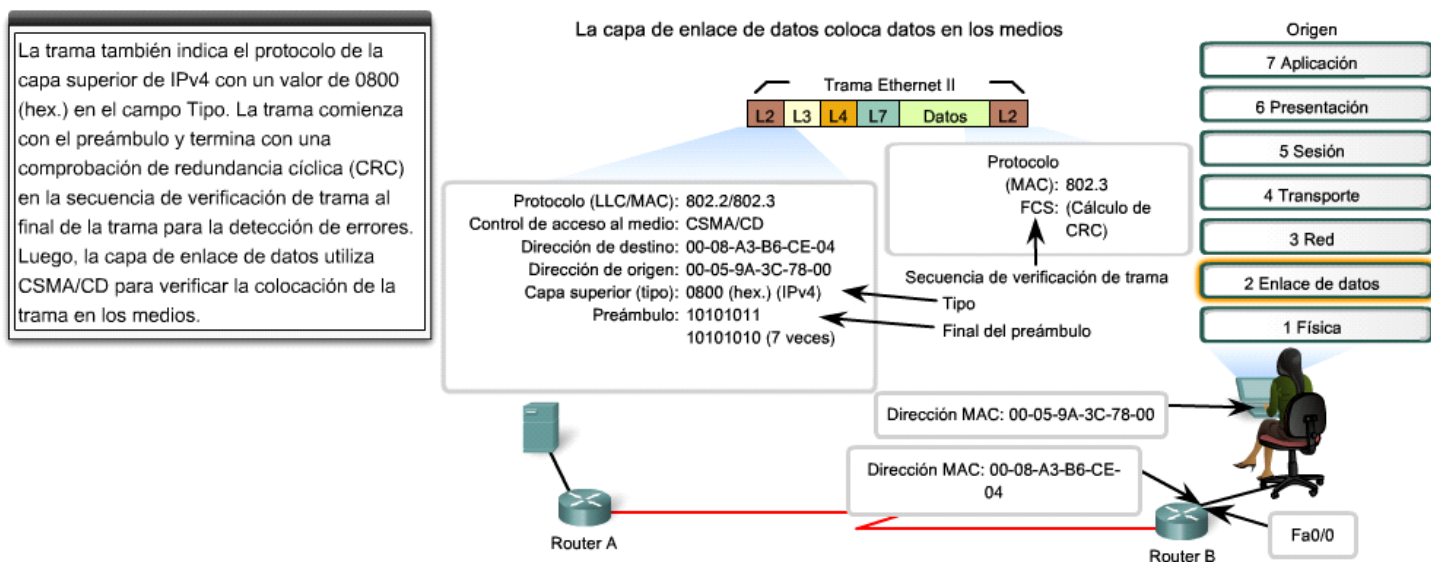 La trama también indica el protocolo de la
capa superior de IPv4 con un valor de 0800
(hex.) en el campo Tipo. La trama comienza
con el preámbulo y termina con una
comprobación de redundancia cíclica (CRC)
en la secuencia de verificación de trama al
final de la trama para la detección de errores.
Luego, la capa de enlace de datos utiliza
CSMA/CD para verificar la colocación de la
trama en los medios.
La capa de enlace de datos coloca datos en los medios
Trama Ethernet II
L2 L3 L4 L7 Datos L2
Protocolo (LLC/MAC): 802.2/802.3
Control de acceso al medio: CSMA/CD
Dirección de destino: 00-08-A3-B6-CE-04
Dirección de origen: 00-05-9A-3C-78-00
Capa superior (tipo): 0800 (hex.) (IPv4)
Preámbulo: 10101011
10101010 (7 veces)
Protocolo
(MAC): 802.3
FCS: (Cálculo de
CRC)
Secuencia de verificación de trama
Tipo
Final del preámbulo
Origen
7 Aplicación
6 Presentación
5 Sesión
4 Transporte
3 Red
2 Enlace de datos
1 Física
Dirección MAC: 00-05-9A-3C-78-00
Dirección MAC: 00-08-A3-B6-CE-
04
Fa0/0
Router A
Router B